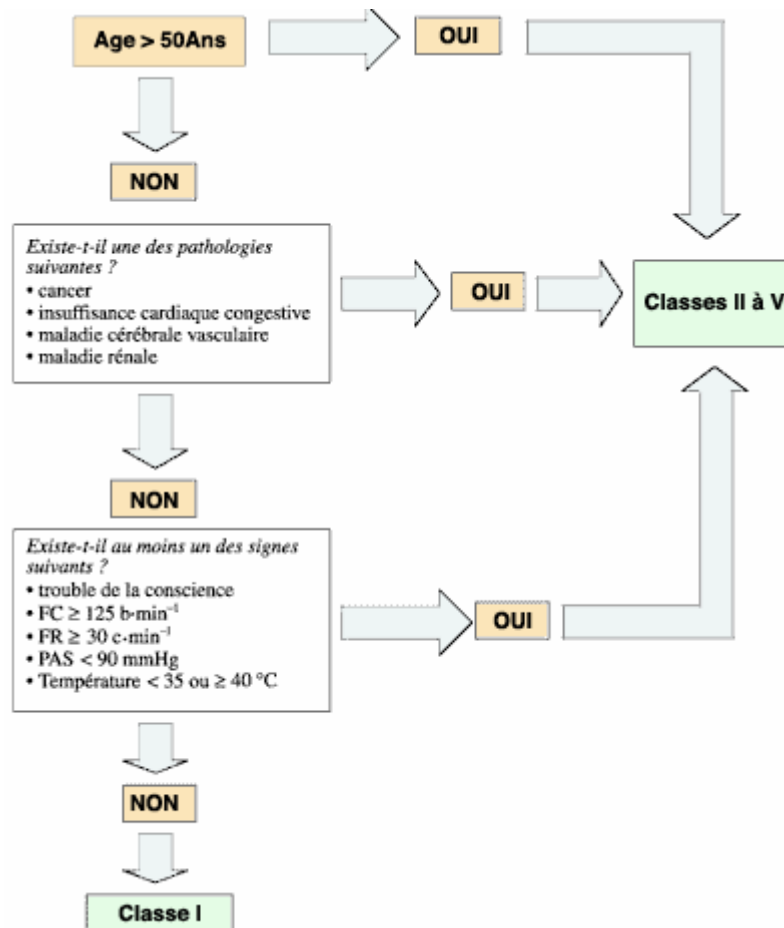 Age > 50Ans
OUI
NON
Existe-t-il une des pathologies
suivantes ?
• cancer
• insuffisance cardiaque congestive
• maladie cérébrale vasculaire
• maladie rénale
OUI
Classes II à V
NON
Existe-t-il au moins un des signes
suivants ?
• trouble de la conscience
• FC ≥ 125 b·min⁻¹
• FR ≥ 30 c·min⁻¹
• PAS < 90 mmHg
• Température < 35 ou ≥ 40 °C
OUI
NON
Classe I